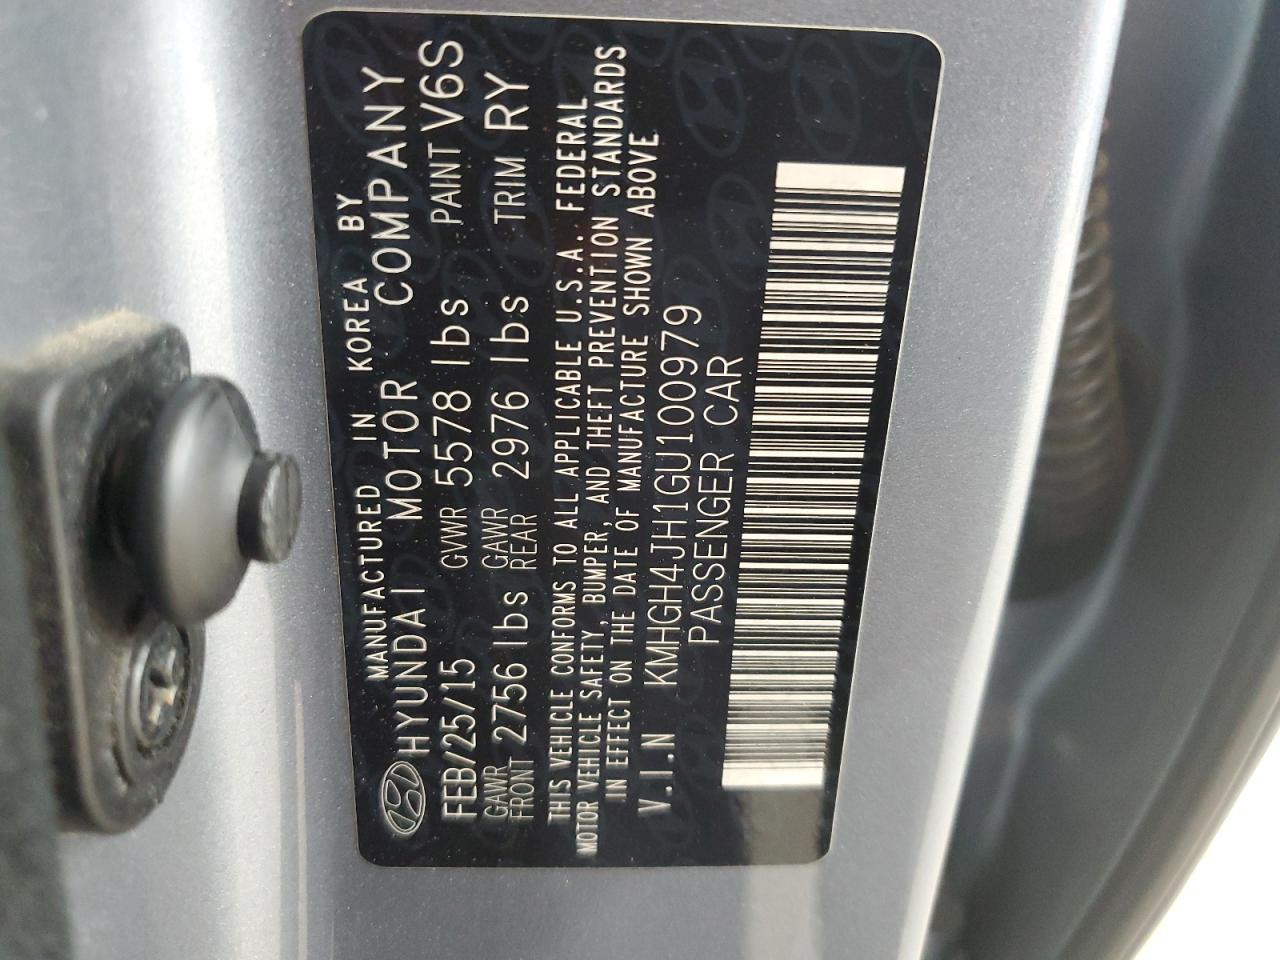 MANUFACTURED IN KOREA BY
HYUNDAI MOTOR COMPANY
FEB/25/15 GVWR 5578 lbs PAINT V6S
GAWR FRONT 2756 lbs GAWR REAR 2976 lbs TRIM RY
THIS VEHICLE CONFORMS TO ALL APPLICABLE U.S.A. FEDERAL
MOTOR VEHICLE SAFETY, BUMPER, AND THEFT PREVENTION STANDARDS
IN EFFECT ON THE DATE OF MANUFACTURE SHOWN ABOVE
V.I.N KMHGH4JH1GU100979
PASSENGER CAR